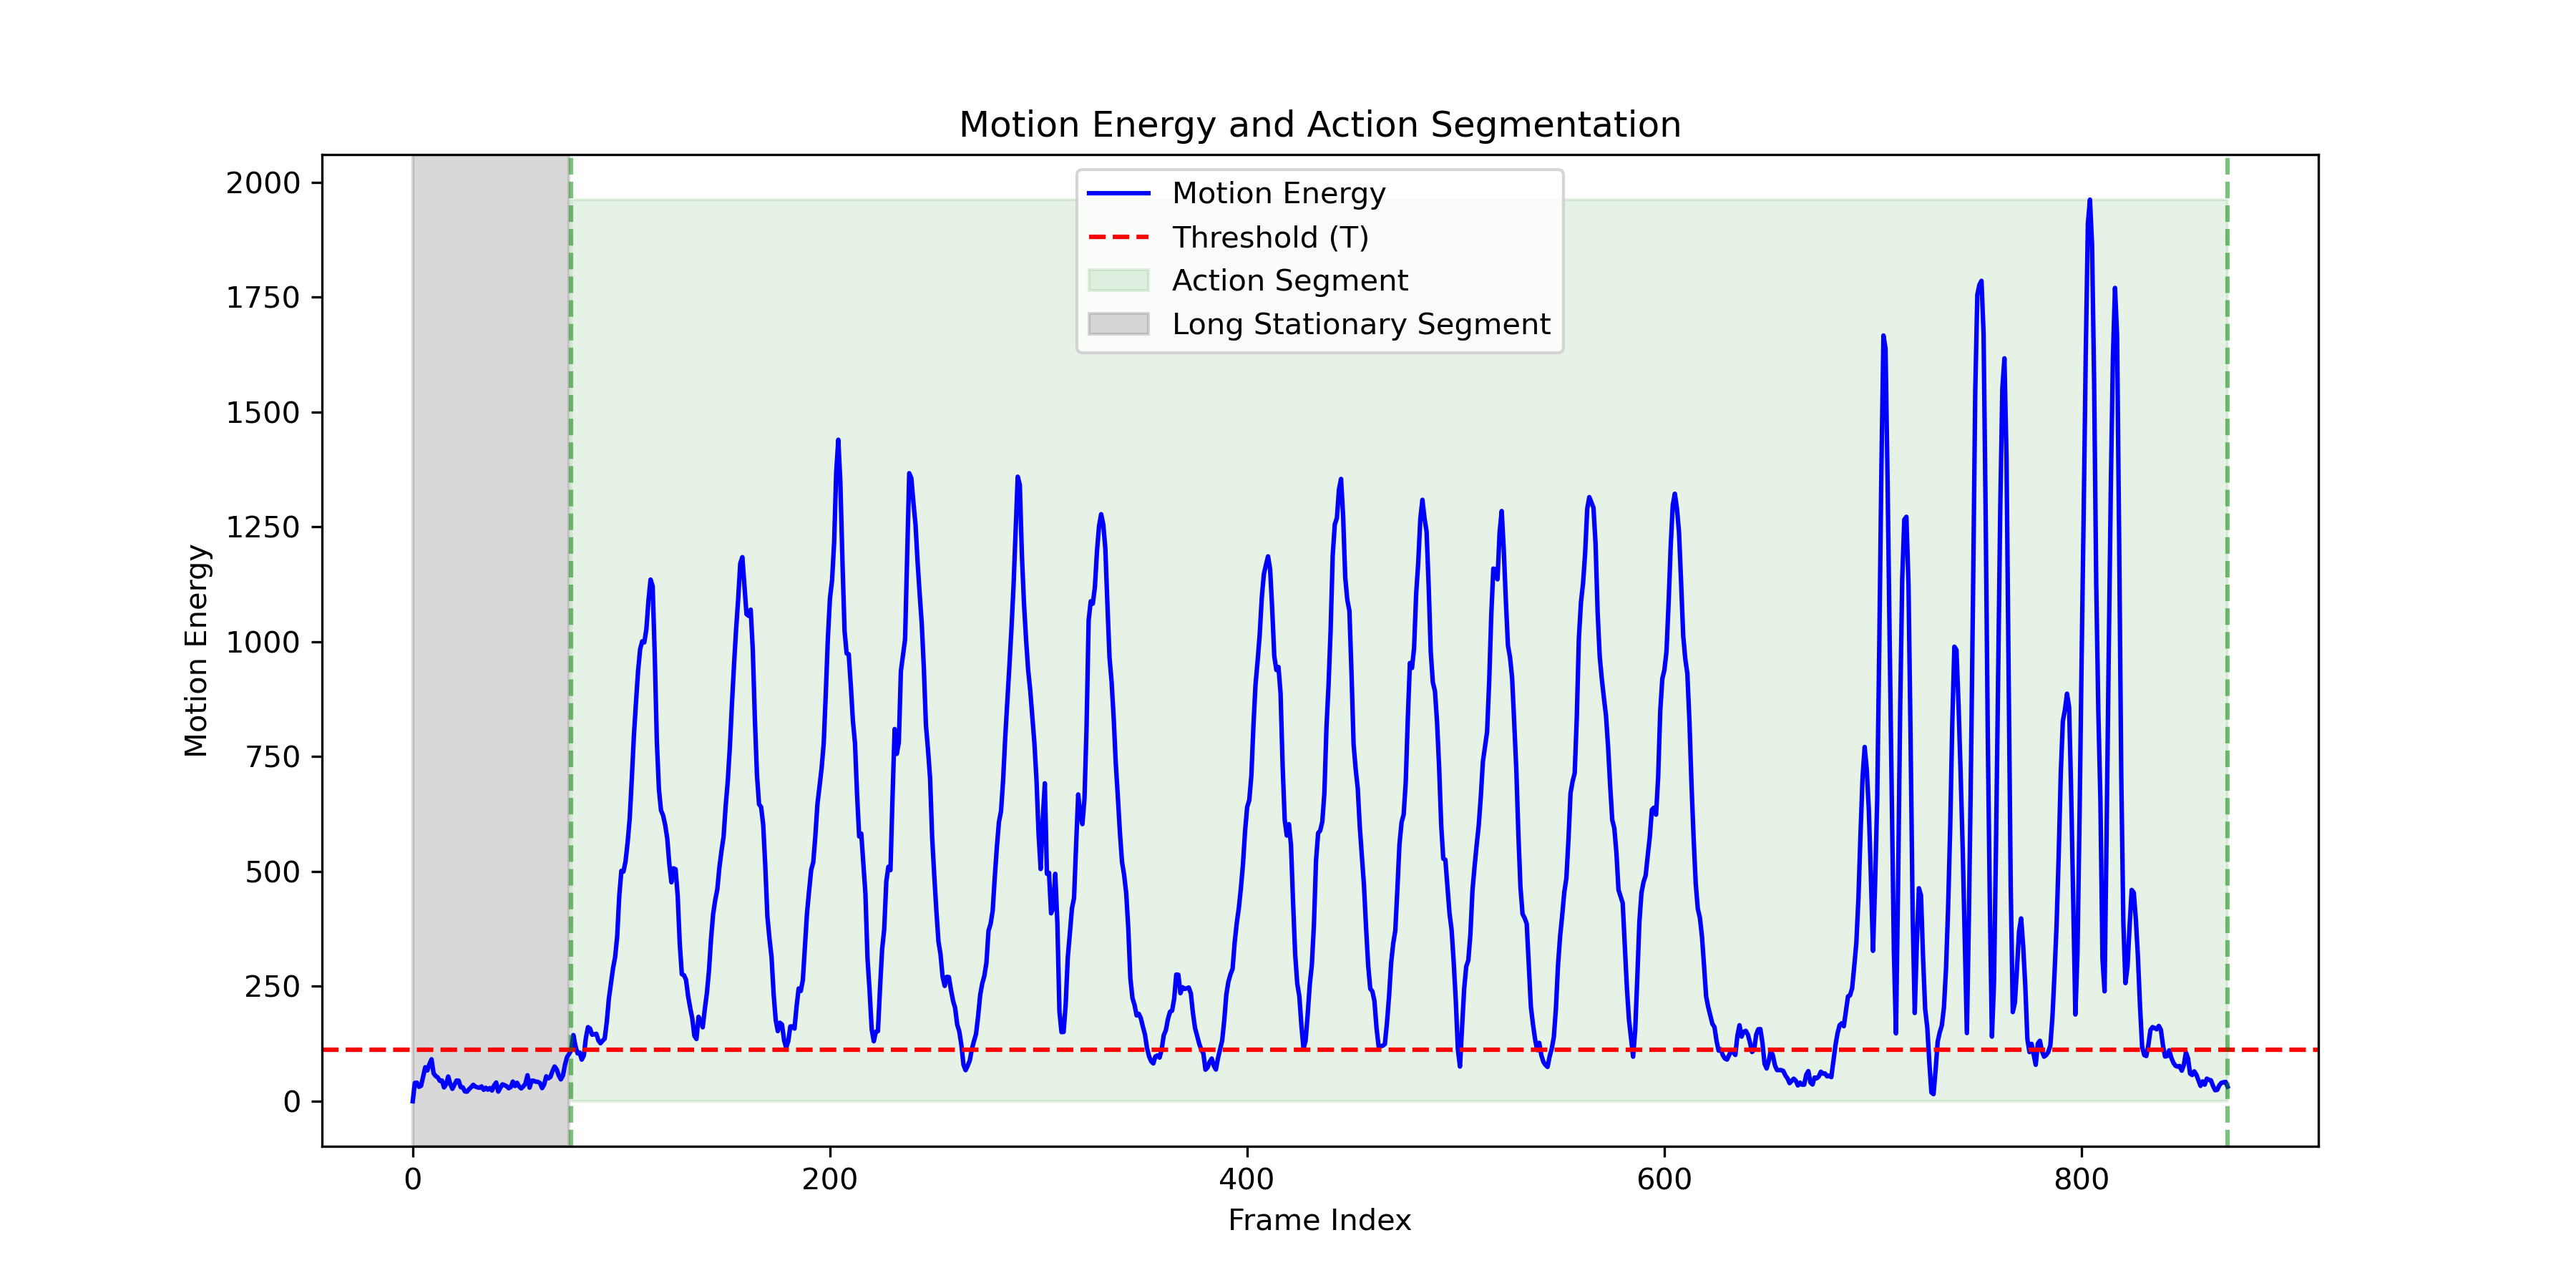 Motion Energy and Action Segmentation
Motion Energy
Threshold (T)
Action Segment
Long Stationary Segment
2000
1750
1500
1250
1000
750
500
250
0
Motion Energy
0 200 400 600 800
Frame Index